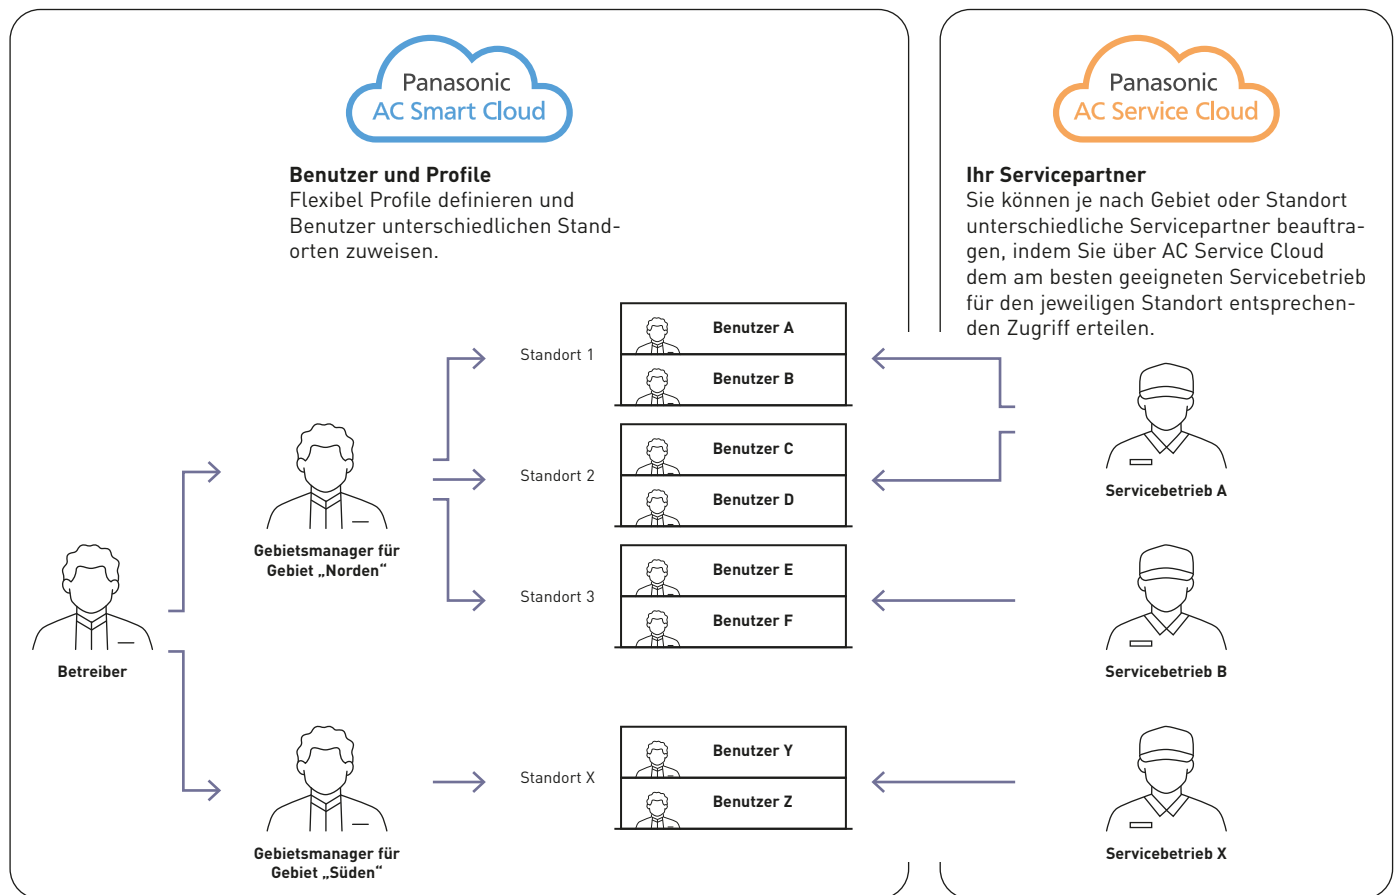 Panasonic
AC Smart Cloud
Benutzer und Profile
Flexibel Profile definieren und
Benutzer unterschiedlichen Stand-
orten zuweisen.
Panasonic
AC Service Cloud
Ihr Servicepartner
Sie können je nach Gebiet oder Standort
unterschiedliche Servicepartner beauftra-
gen, indem Sie über AC Service Cloud
dem am besten geeigneten Servicebetrieb
für den jeweiligen Standort entsprechen-
den Zugriff erteilen.
Betreiber
Gebietsmanager für
Gebiet „Norden“
Gebietsmanager für
Gebiet „Süden“
Standort 1
Benutzer A
Benutzer B
Standort 2
Benutzer C
Benutzer D
Standort 3
Benutzer E
Benutzer F
Standort X
Benutzer Y
Benutzer Z
Servicebetrieb A
Servicebetrieb B
Servicebetrieb X